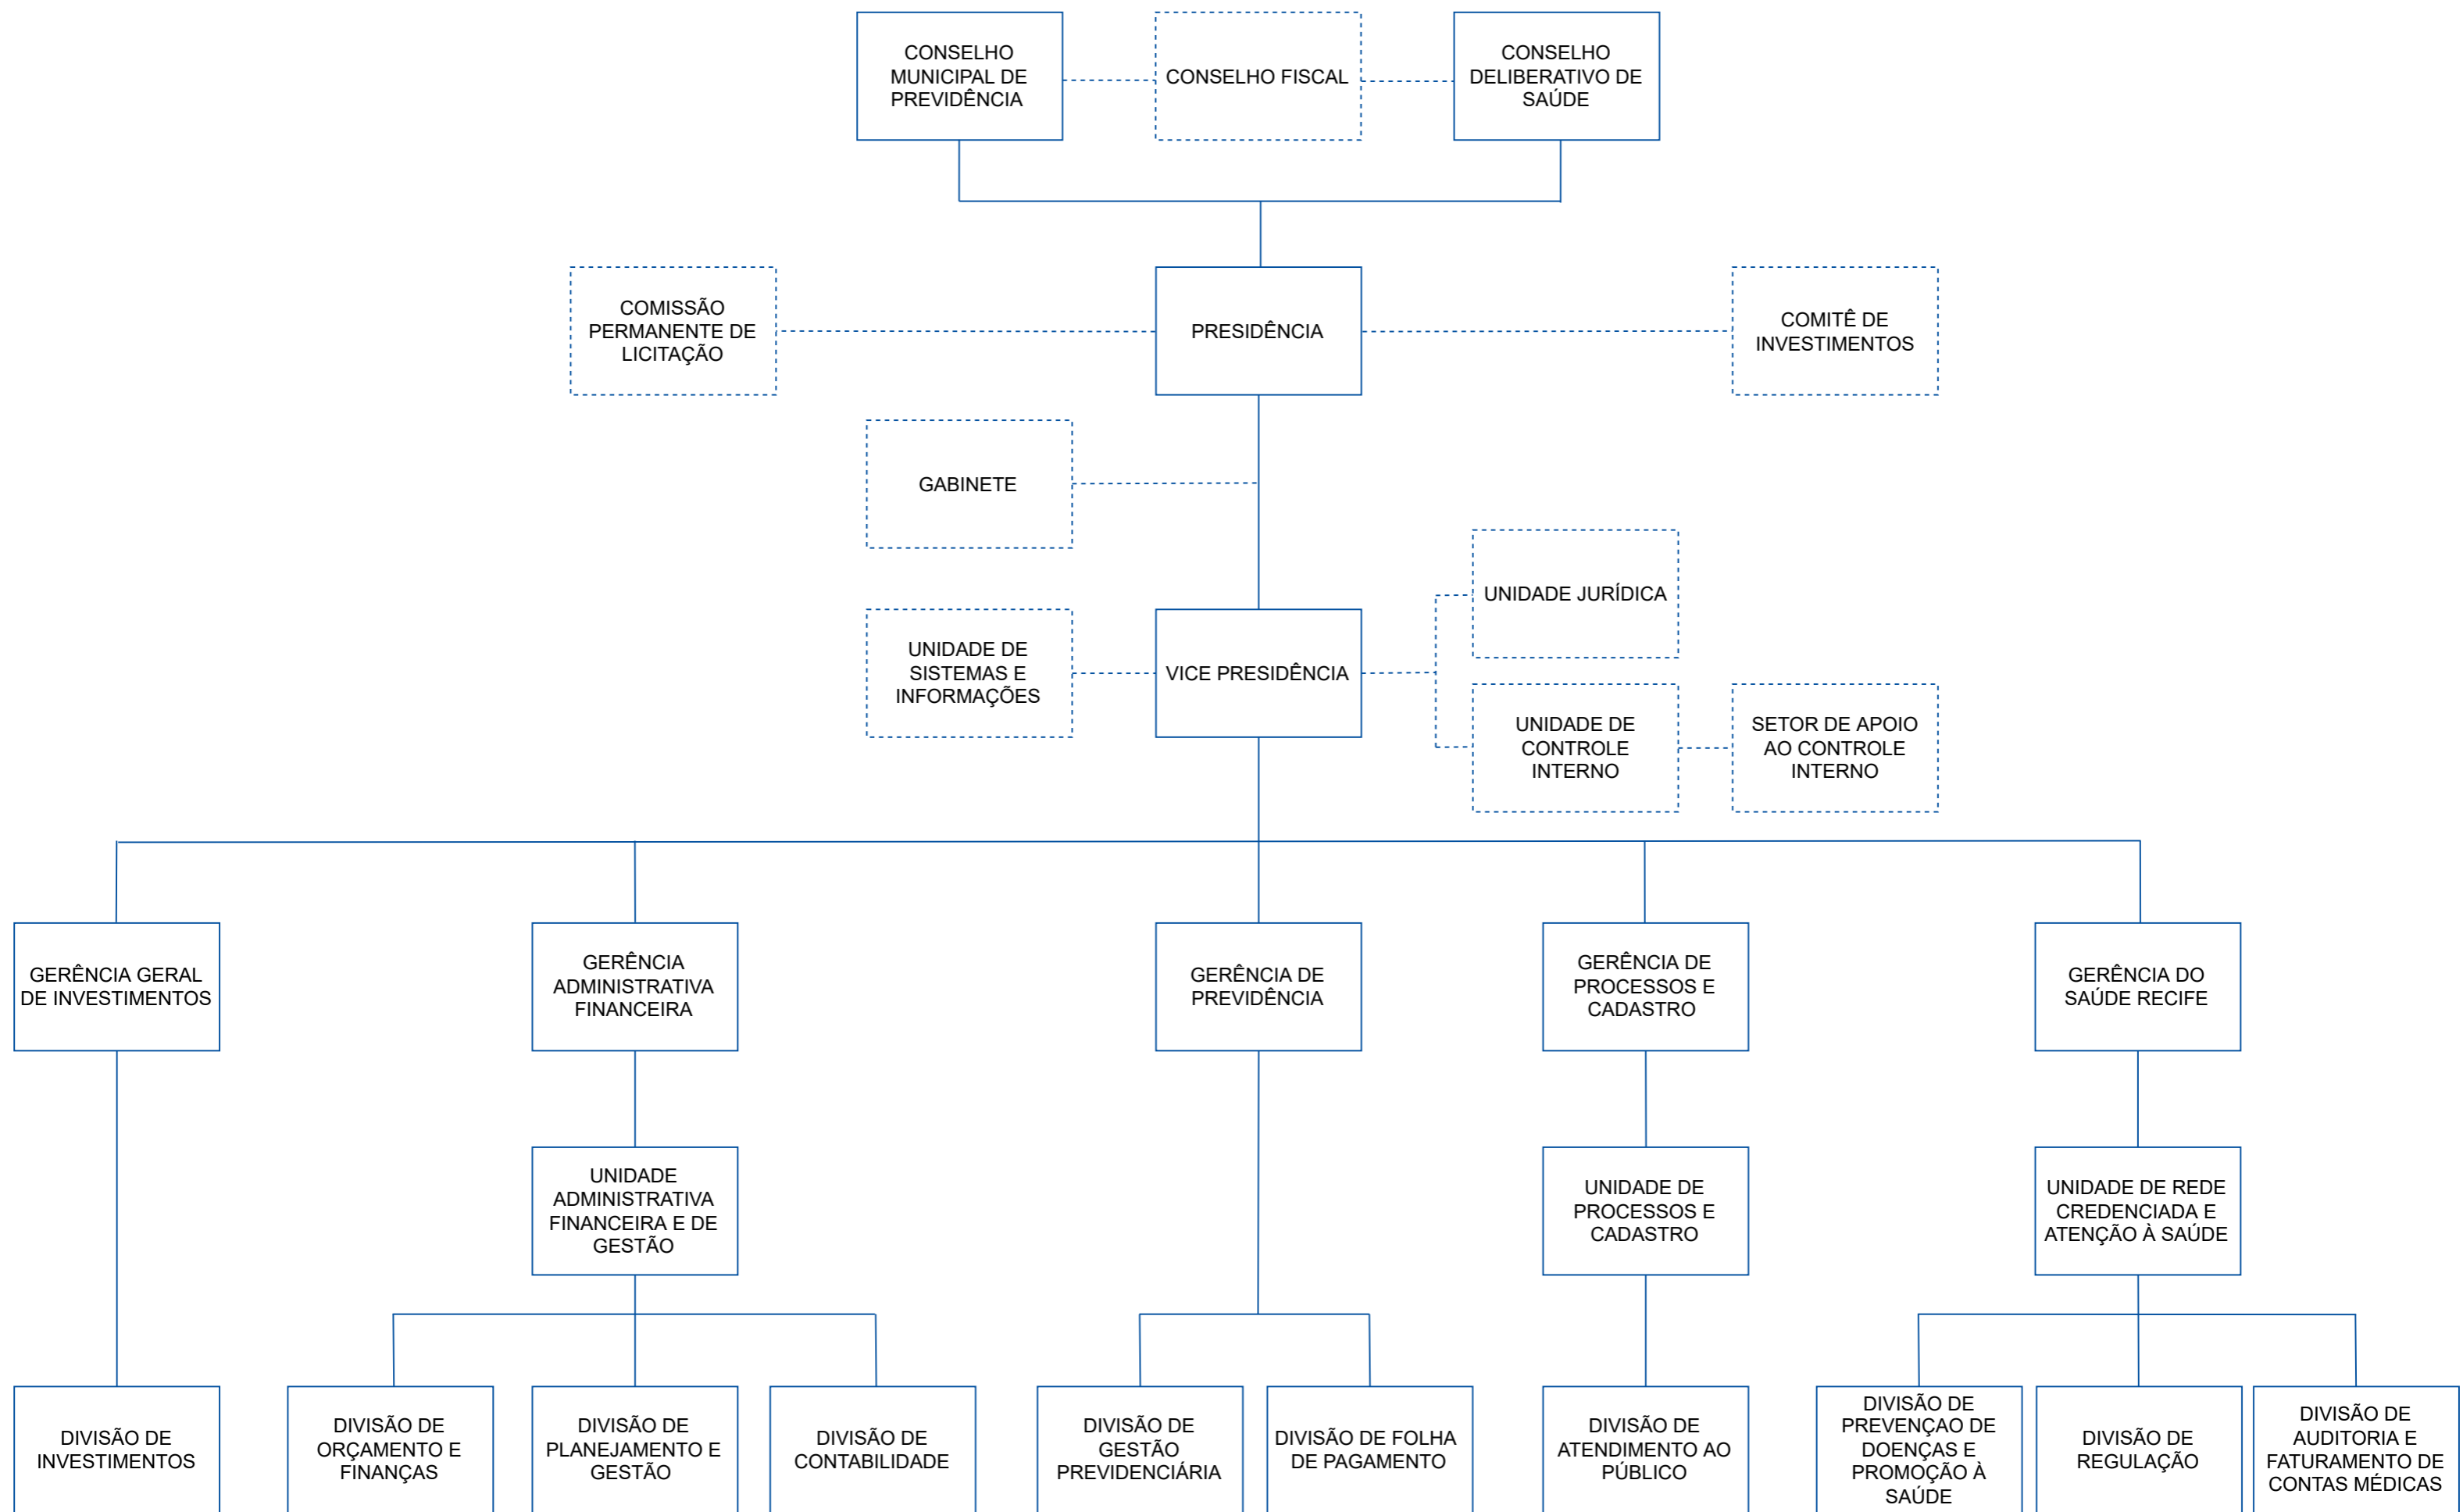 CONSELHO
MUNICIPAL DE
PREVIDÊNCIA
CONSELHO FISCAL
CONSELHO
DELIBERATIVO DE
SAÚDE
COMISSÃO
PERMANENTE DE
LICITAÇÃO
PRESIDÊNCIA
COMITÊ DE
INVESTIMENTOS
GABINETE
UNIDADE JURÍDICA
UNIDADE DE
SISTEMAS E
INFORMAÇÕES
VICE PRESIDÊNCIA
UNIDADE DE
CONTROLE
INTERNO
SETOR DE APOIO
AO CONTROLE
INTERNO
GERÊNCIA GERAL
DE INVESTIMENTOS
GERÊNCIA
ADMINISTRATIVA
FINANCEIRA
GERÊNCIA DE
PREVIDÊNCIA
GERÊNCIA DE
PROCESSOS E
CADASTRO
GERÊNCIA DO
SAÚDE RECIFE
UNIDADE
ADMINISTRATIVA
FINANCEIRA E DE
GESTÃO
UNIDADE DE
PROCESSOS E
CADASTRO
UNIDADE DE REDE
CREDENCIADA E
ATENÇÃO À SAÚDE
DIVISÃO DE
INVESTIMENTOS
DIVISÃO DE
ORÇAMENTO E
FINANÇAS
DIVISÃO DE
PLANEJAMENTO E
GESTÃO
DIVISÃO DE
CONTABILIDADE
DIVISÃO DE
GESTÃO
PREVIDENCIÁRIA
DIVISÃO DE FOLHA
DE PAGAMENTO
DIVISÃO DE
ATENDIMENTO AO
PÚBLICO
DIVISÃO DE
PREVENÇAO DE
DOENÇAS E
PROMOÇÃO À
SAÚDE
DIVISÃO DE
REGULAÇÃO
DIVISÃO DE
AUDITORIA E
FATURAMENTO DE
CONTAS MÉDICAS